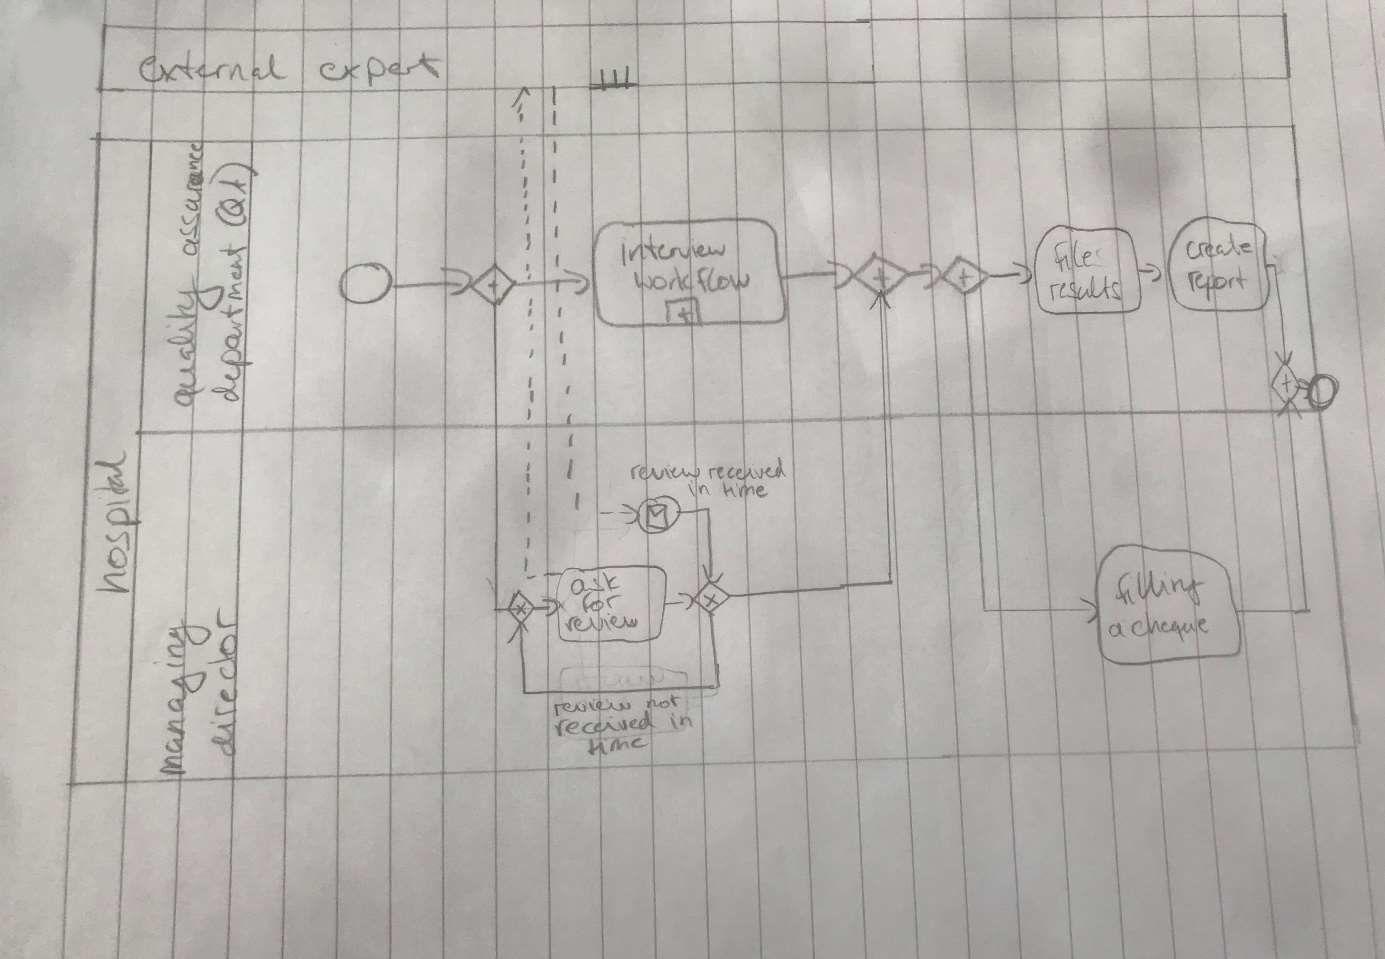 external expert
hospital
quality assurance
department (QA)
interview
workflow
files
results
create
report
managing
director
review received
in time
ask
for
review
review not
received in
time
filling
a cheque